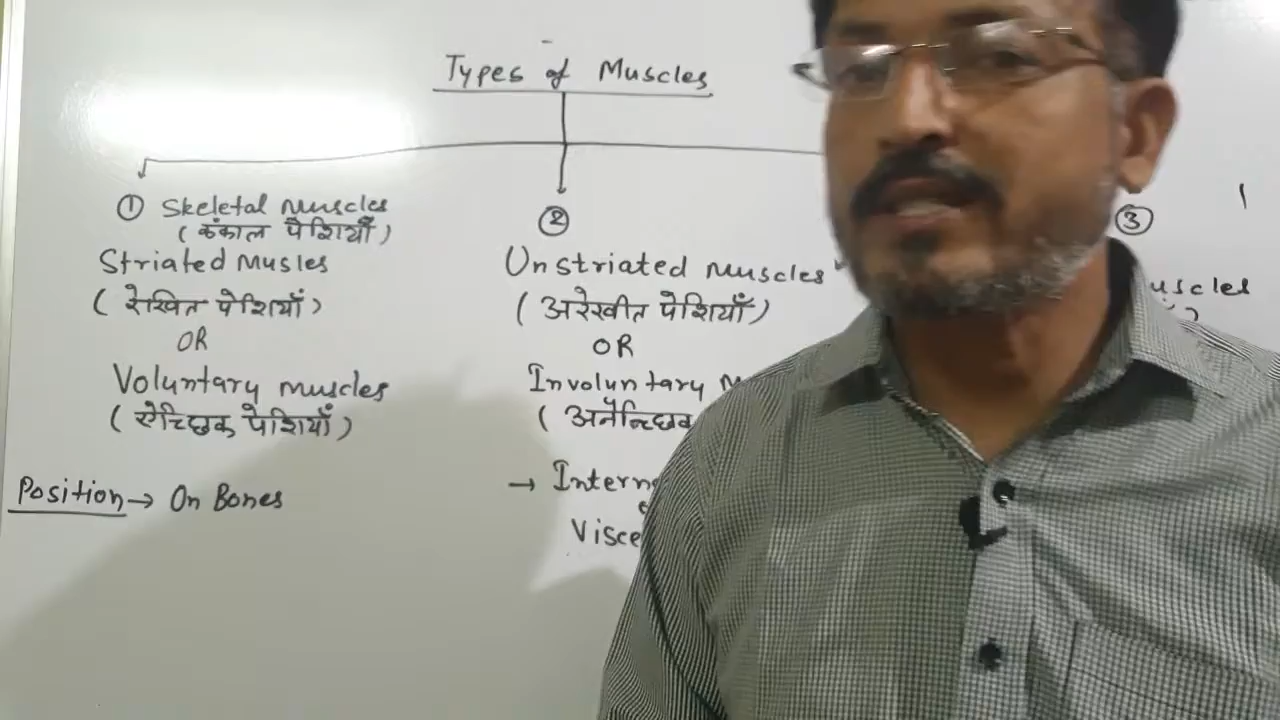 Types of Muscles
① Skeletal Muscles
(कंकाल पेशियाँ)
Striated Musles
(रेखित पेशियाँ)
OR
Voluntary Muscles
(ऐच्छिक पेशियाँ)
Position → On Bones
②
Unstriated Muscles
(अरेखीत पेशियाँ)
OR
Involuntary M
(अनैच्छिक
→ Intern
Visce
③
uscles